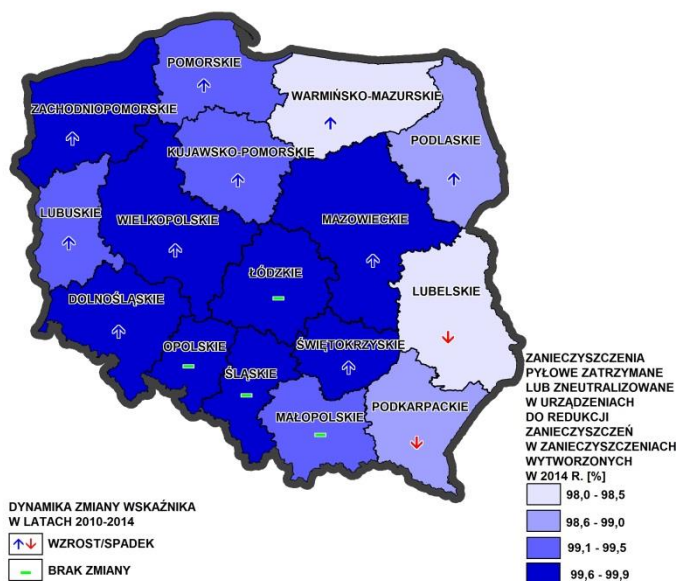 POMORSKIE
WARMIŃSKO-MAZURSKIE
ZACHODNIOPOMORSKIE
PODLASKIE
KUJAWSKO-POMORSKIE
LUBUSKIE
WIELKOPOLSKIE
MAZOWIECKIE
ŁÓDZKIE
LUBELSKIE
DOLNOŚLĄSKIE
OPOLSKIE
ŚWIĘTOKRZYSKIE
ŚLĄSKIE
MAŁOPOLSKIE
PODKARPACKIE
ZANIECZYSZCZENIA
PYŁOWE ZATRZYMANE
LUB ZNEUTRALIZOWANE
W URZĄDZENIACH
DO REDUKCJI
ZANIECZYSZCZEŃ
W ZANIECZYSZCZENIACH
WYTWORZONYCH
W 2014 R. [%]
98,0 - 98,5
98,6 - 99,0
99,1 - 99,5
99,6 - 99,9
DYNAMIKA ZMIANY WSKAŹNIKA
W LATACH 2010-2014
WZROST/SPADEK
BRAK ZMIANY